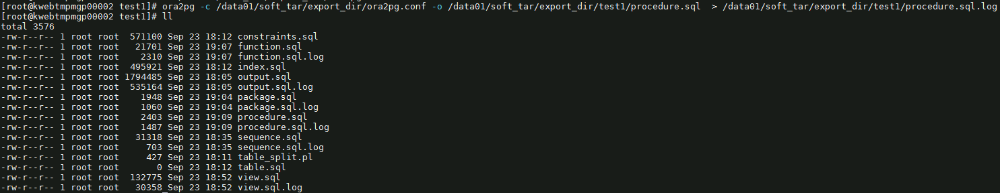 [root@kwebtmpmgp00002 test1]# ora2pg -c /data01/soft_tar/export_dir/ora2pg.conf -o /data01/soft_tar/export_dir/test1/procedure.sql  > /data01/soft_tar/export_dir/test1/procedure.sql.log
[root@kwebtmpmgp00002 test1]# ll
total 3576
-rw-r--r-- 1 root root  571100 Sep 23 18:12 constraints.sql
-rw-r--r-- 1 root root   21701 Sep 23 19:07 function.sql
-rw-r--r-- 1 root root    2310 Sep 23 19:07 function.sql.log
-rw-r--r-- 1 root root  495921 Sep 23 18:12 index.sql
-rw-r--r-- 1 root root 1794485 Sep 23 18:05 output.sql
-rw-r--r-- 1 root root  535164 Sep 23 18:05 output.sql.log
-rw-r--r-- 1 root root    1948 Sep 23 19:04 package.sql
-rw-r--r-- 1 root root    1060 Sep 23 19:04 package.sql.log
-rw-r--r-- 1 root root    2403 Sep 23 19:09 procedure.sql
-rw-r--r-- 1 root root    1487 Sep 23 19:09 procedure.sql.log
-rw-r--r-- 1 root root   31318 Sep 23 18:35 sequence.sql
-rw-r--r-- 1 root root     703 Sep 23 18:35 sequence.sql.log
-rw-r--r-- 1 root root     427 Sep 23 18:11 table_split.pl
-rw-r--r-- 1 root root       0 Sep 23 18:12 table.sql
-rw-r--r-- 1 root root  132775 Sep 23 18:52 view.sql
-rw-r--r-- 1 root root   30358 Sep 23 18:52 view.sql.log